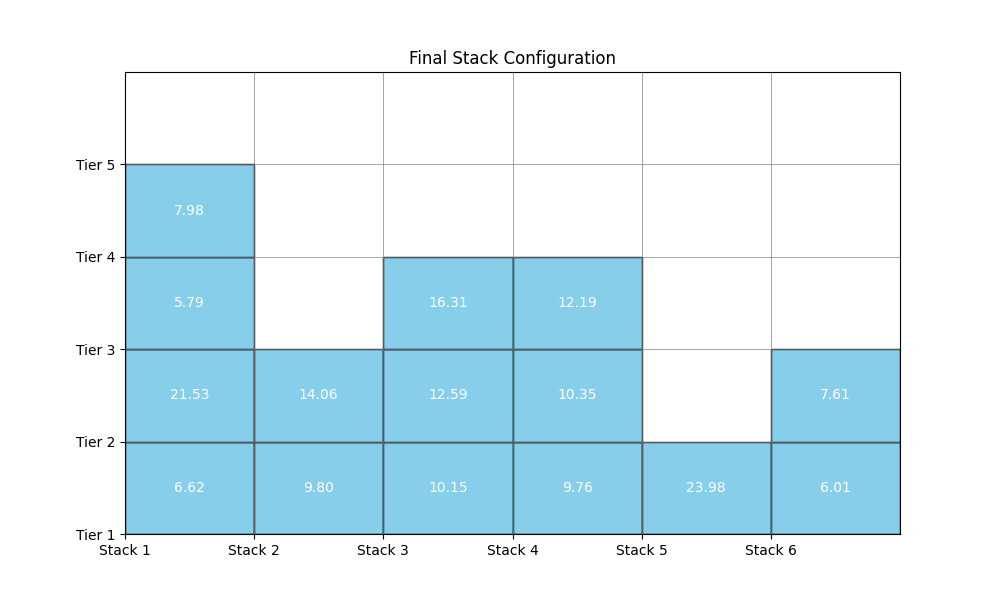 Final Stack Configuration
Tier 5
7.98
Tier 4
5.79 16.31 12.19
Tier 3
21.53 14.06 12.59 10.35 7.61
Tier 2
6.62 9.80 10.15 9.76 23.98 6.01
Tier 1
Stack 1 Stack 2 Stack 3 Stack 4 Stack 5 Stack 6